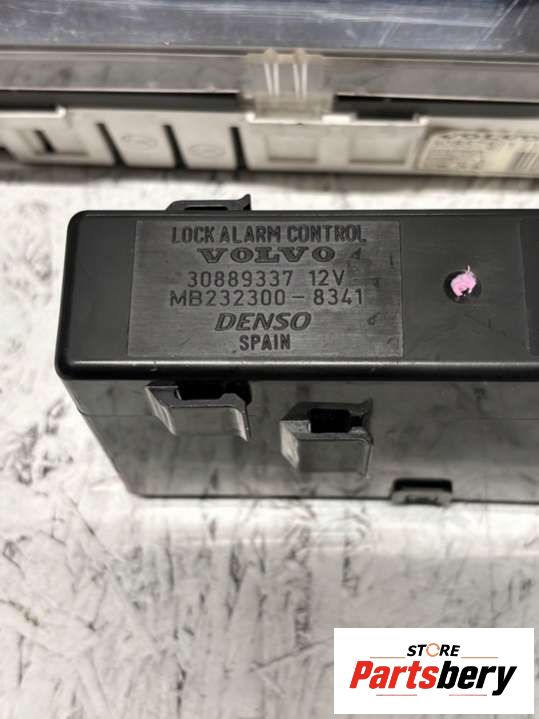 LOCK ALARM CONTROL
VOLVO
30889337 12V
MB232300-8341
DENSO
SPAIN
STORE
Partsbery